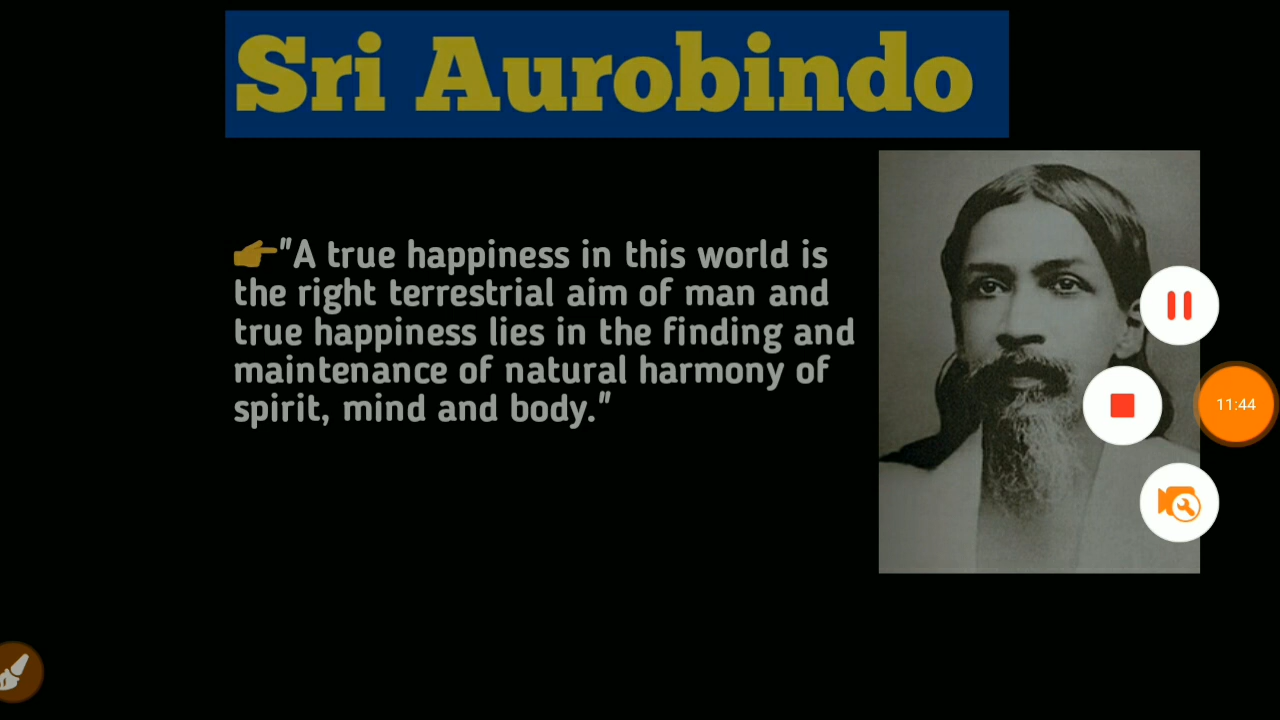 Sri Aurobindo
👉"A true happiness in this world is
the right terrestrial aim of man and
true happiness lies in the finding and
maintenance of natural harmony of
spirit, mind and body."
11:44